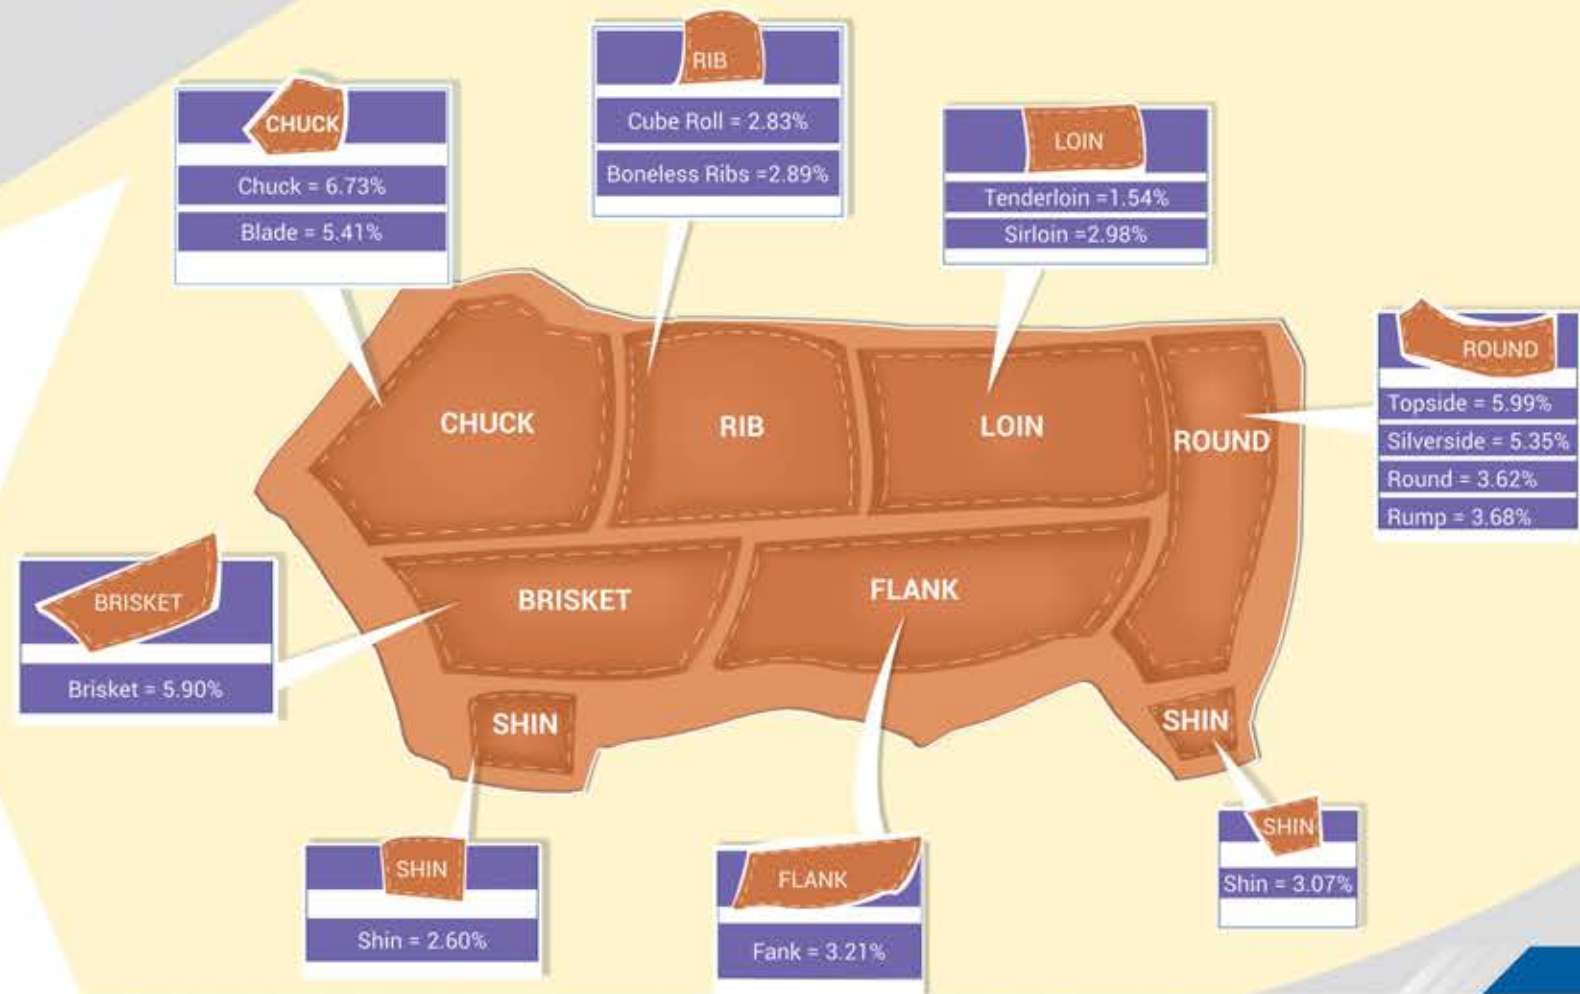 RIB
Cube Roll = 2.83%
Boneless Ribs =2.89%
CHUCK
Chuck = 6.73%
Blade = 5.41%
LOIN
Tenderloin =1.54%
Sirloin =2.98%
ROUND
Topside = 5.99%
Silverside = 5.35%
Round = 3.62%
Rump = 3.68%
CHUCK
RIB
LOIN
ROUND
BRISKET
Brisket = 5.90%
BRISKET
FLANK
SHIN
SHIN
SHIN
Shin = 2.60%
FLANK
Fank = 3.21%
SHIN
Shin = 3.07%